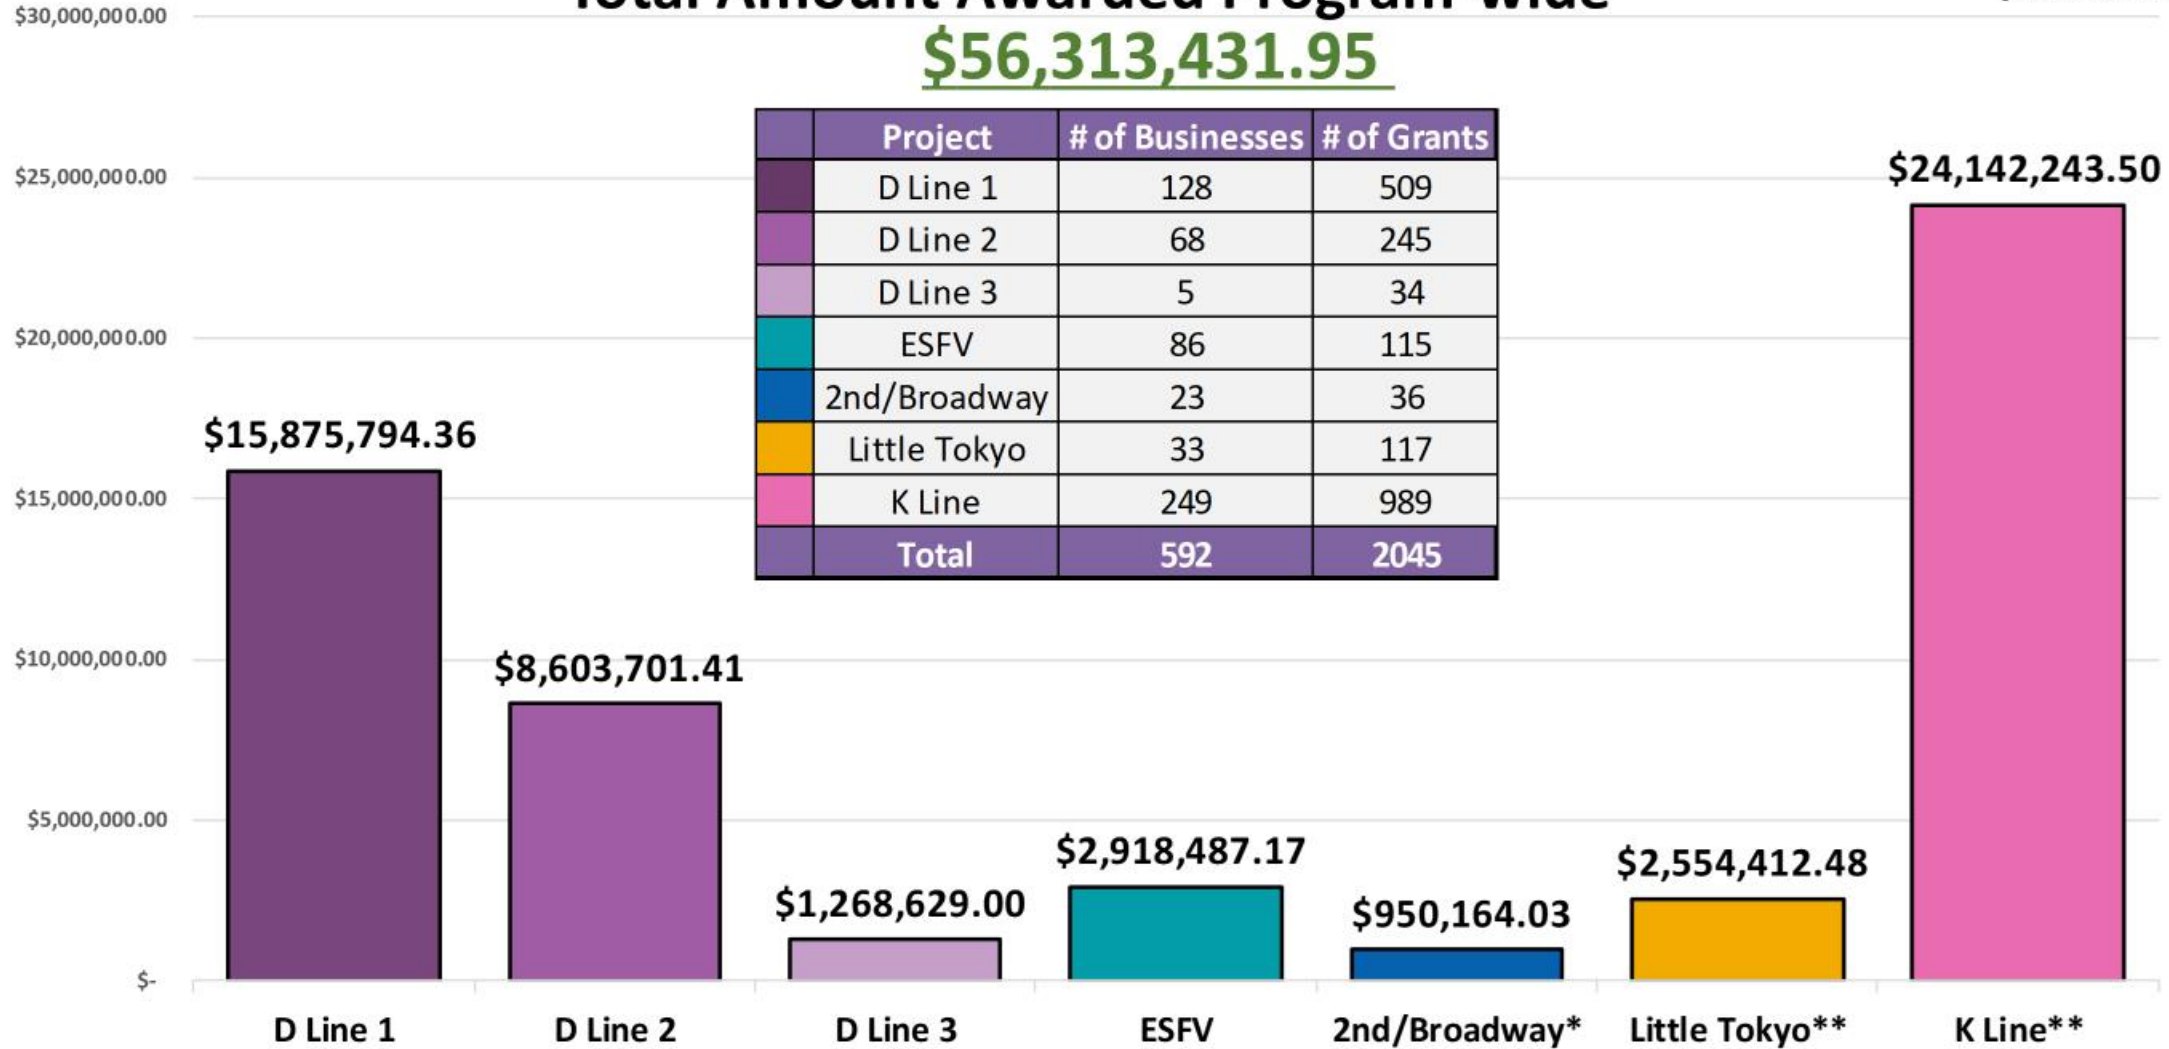 Total Amount Awarded Program-wide
$56,313,431.95
$30,000,000.00
$25,000,000.00
$20,000,000.00
$15,000,000.00
$10,000,000.00
$5,000,000.00
$-
Project # of Businesses # of Grants
D Line 1 128 509
D Line 2 68 245
D Line 3 5 34
ESFV 86 115
2nd/Broadway 23 36
Little Tokyo 33 117
K Line 249 989
Total 592 2045
$15,875,794.36
$8,603,701.41
$1,268,629.00
$2,918,487.17
$950,164.03
$2,554,412.48
$24,142,243.50
D Line 1 D Line 2 D Line 3 ESFV 2nd/Broadway* Little Tokyo** K Line**